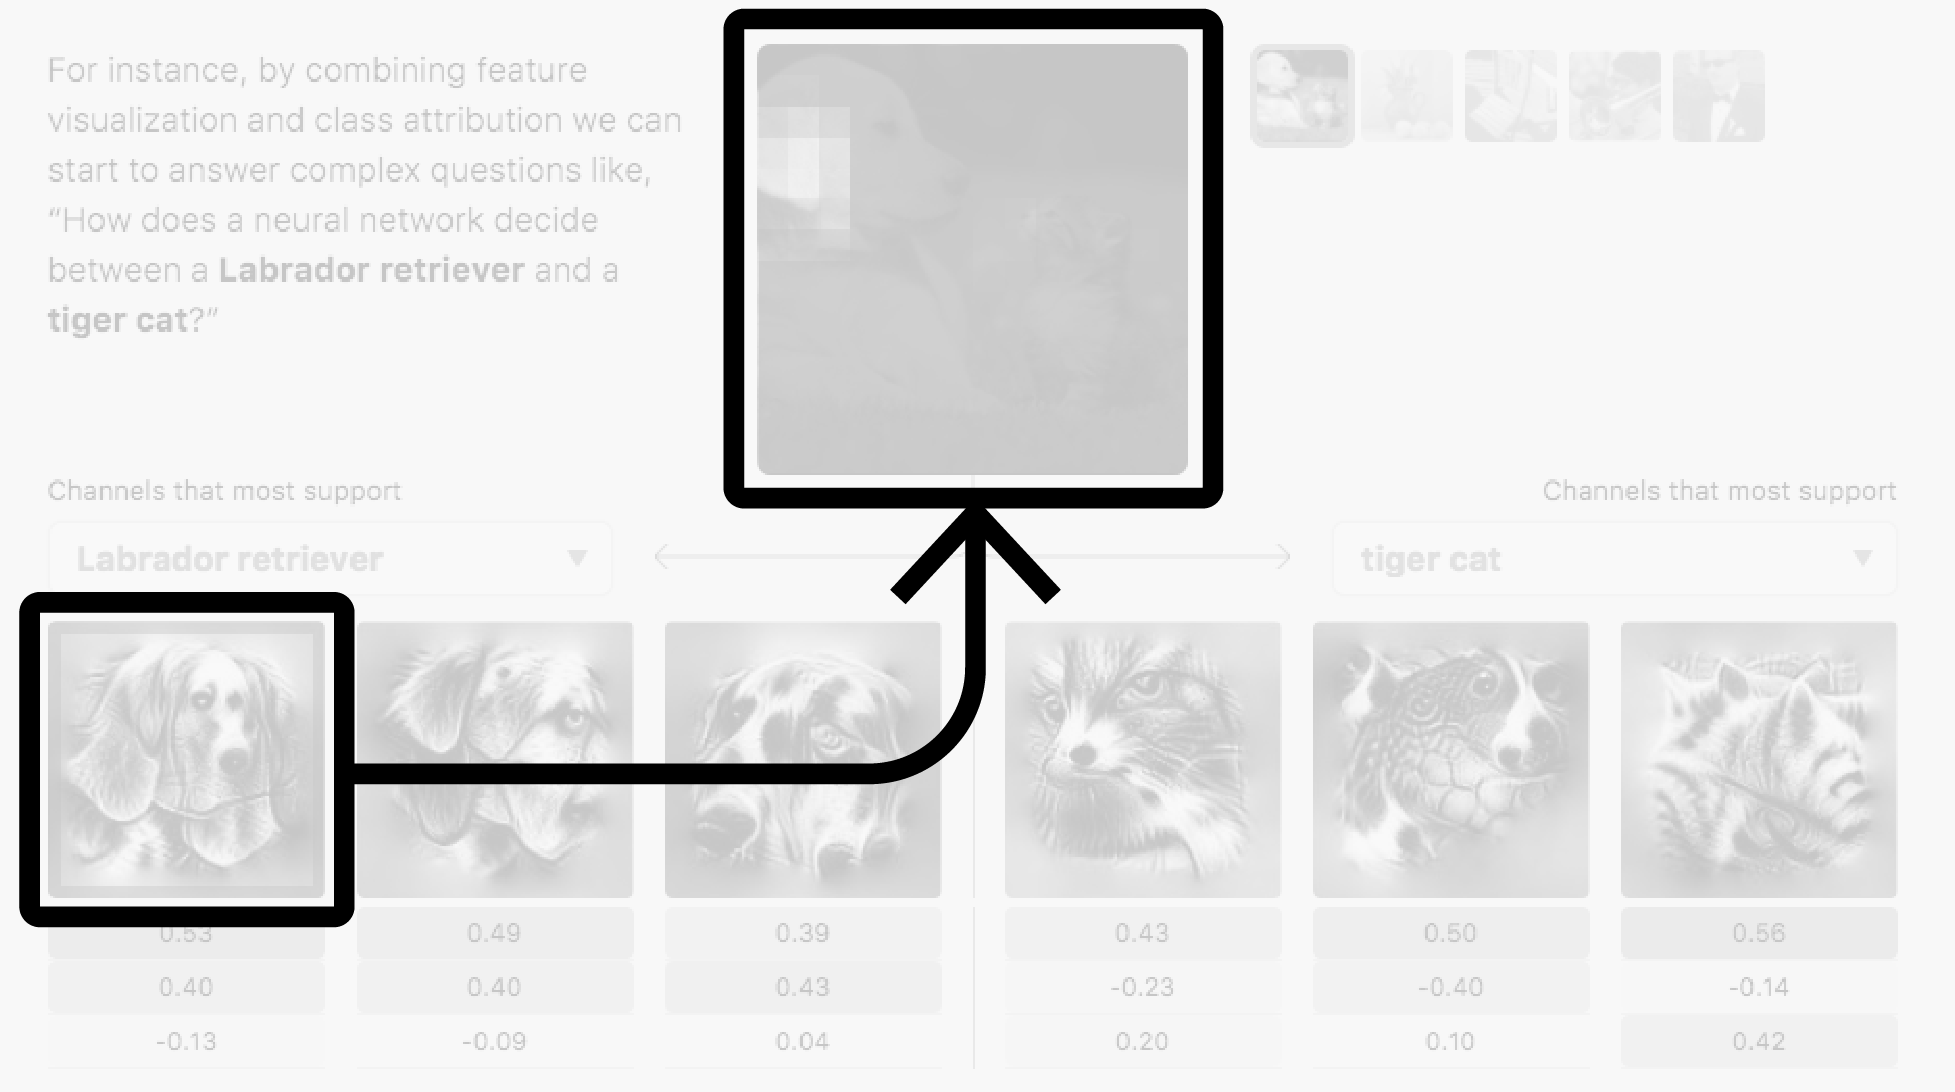 For instance, by combining feature
visualization and class attribution we can
start to answer complex questions like,
“How does a neural network decide
between a Labrador retriever and a
tiger cat?”
Channels that most support
Labrador retriever
Channels that most support
tiger cat
0.53 0.49 0.39 0.43 0.50 0.56
0.40 0.40 0.43 -0.23 -0.40 -0.14
-0.13 -0.09 0.04 0.20 0.10 0.42